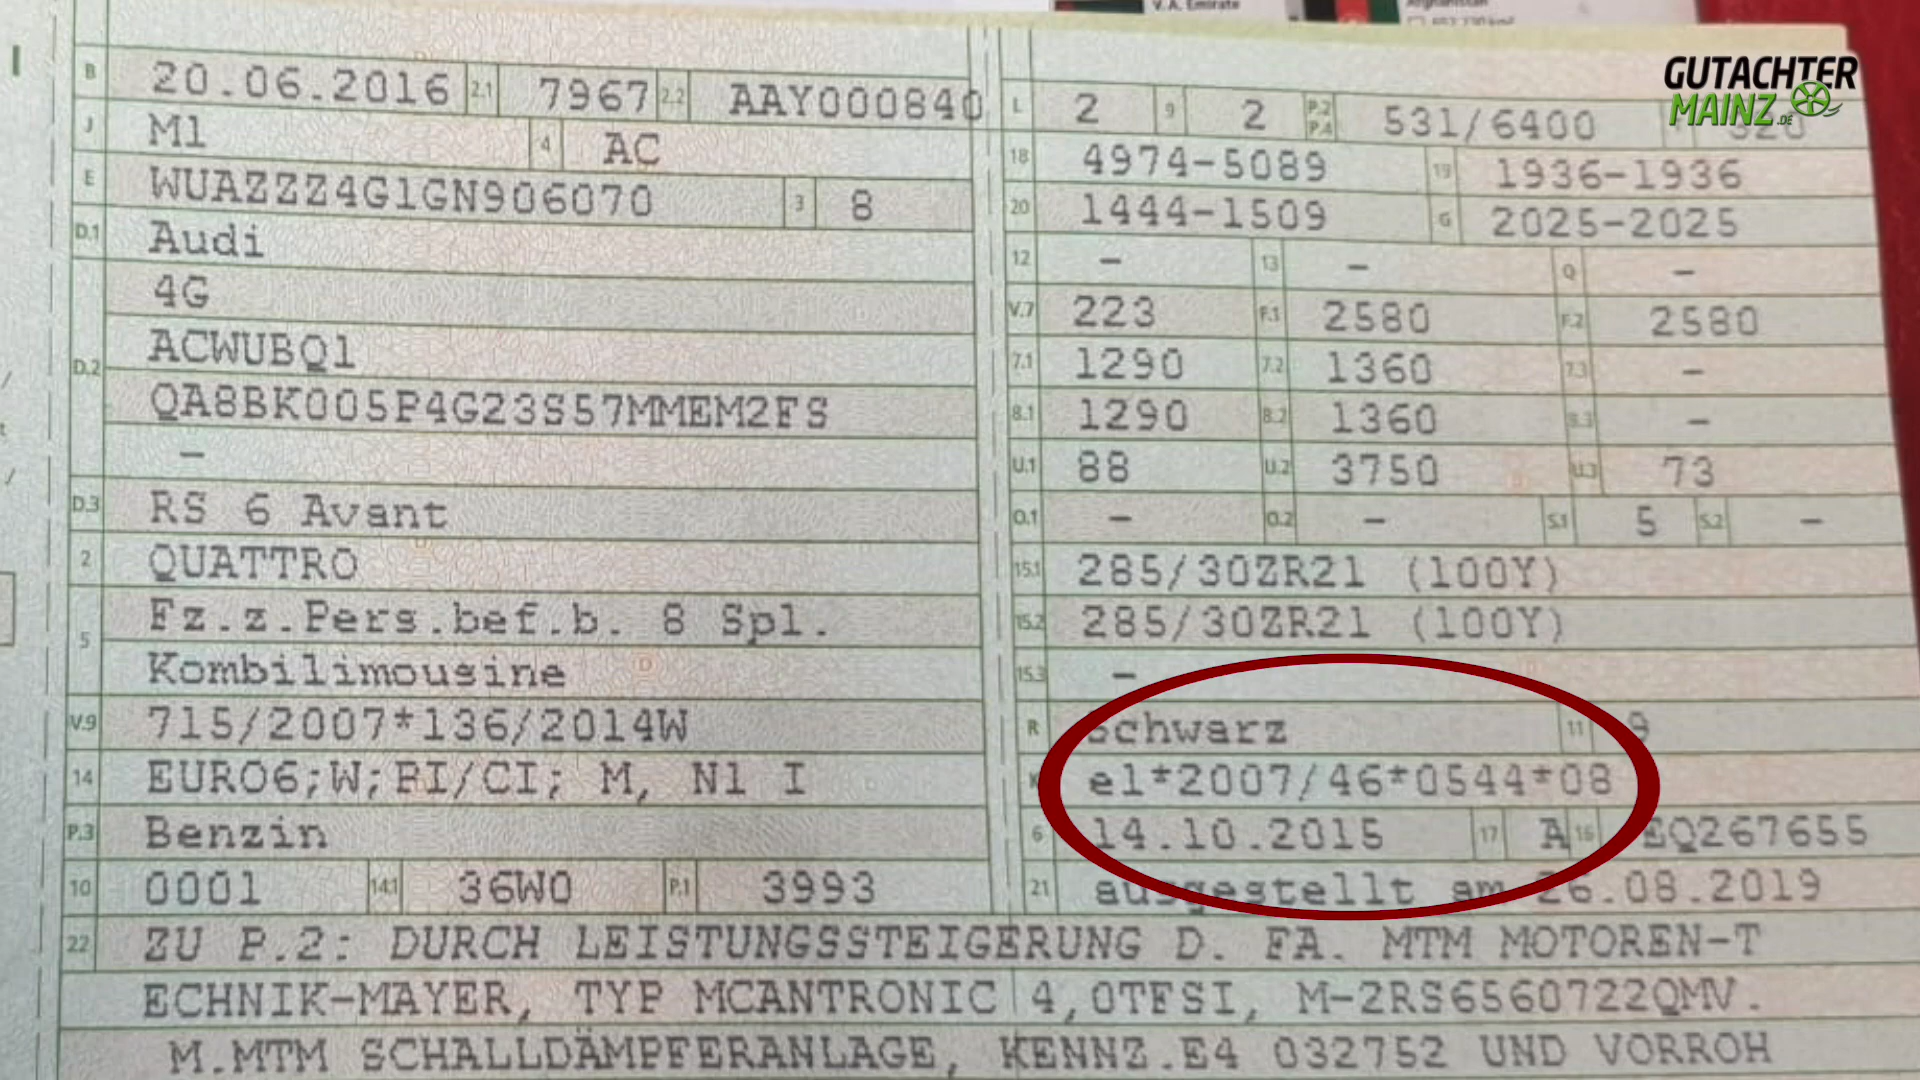 V.A. Emirate
Afghanistan
GUTACHTER
MAINZ.DE
B 20.06.2016 2.1 7967 2.2 AAY000840
J M1 4 AC
E WUAZZZ4G1GN906070 3 8
D.1 Audi
4G
D.2 ACWUBQ1
QA8BK005P4G23S57MMEM2FS
–
D.3 RS 6 Avant
2 QUATTRO
5 Fz.z.Pers.bef.b. 8 Spl.
Kombilimousine
V.9 715/2007*136/2014W
14 EURO6;W;PI/CI; M, N1 I
P.3 Benzin
10 0001 14.1 36W0 P.1 3993
L 2 9 2 P.2 P.4 531/6400
18 4974-5089 19 1936-1936
20 1444-1509 G 2025-2025
12 – 13 – Q –
V.7 223 F.1 2580 F.2 2580
7.1 1290 7.2 1360 7.3 –
8.1 1290 8.2 1360 8.3 –
U.1 88 U.2 3750 U.3 73
O.1 – O.2 – S.1 5 S.2 –
15.1 285/30ZR21 (100Y)
15.2 285/30ZR21 (100Y)
15.3 –
R schwarz 11 9
K e1*2007/46*0544*08
6 14.10.2015 17 A 16 EQ267655
21 ausgestellt am 26.08.2019
22 ZU P.2: DURCH LEISTUNGSSTEIGERUNG D. FA. MTM MOTOREN-T
ECHNIK-MAYER, TYP MCANTRONIC 4,0TFSI, M-2RS6560722QMV.
M.MTM SCHALLDÄMPFERANLAGE, KENNZ.E4 032752 UND VORROH